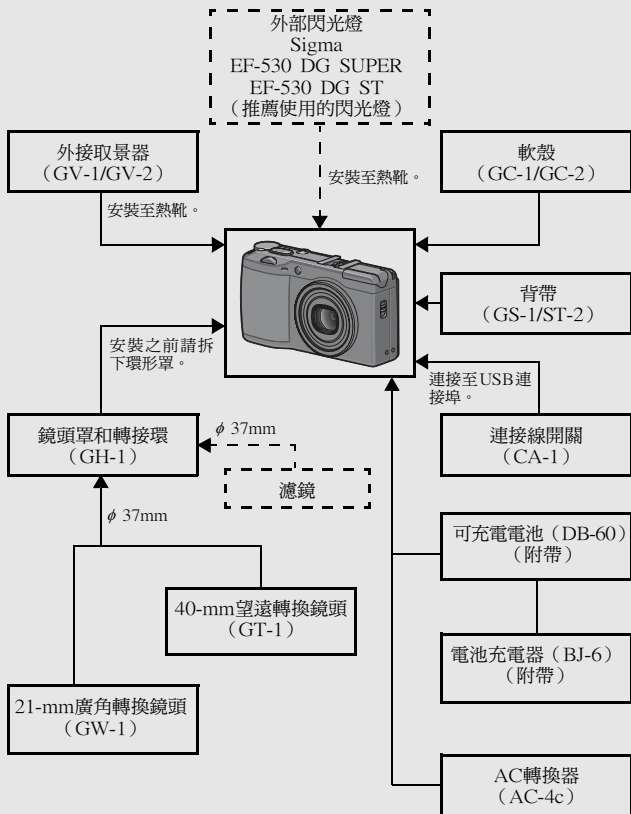 外部閃光燈
Sigma
EF-530 DG SUPER
EF-530 DG ST
（推薦使用的閃光燈）
外接取景器
（GV-1/GV-2）
安裝至熱靴。
安裝至熱靴。
軟殼
（GC-1/GC-2）
背帶
（GS-1/ST-2）
安裝之前請拆
下環形罩。
連接至USB連
接埠。
鏡頭罩和轉接環
（GH-1）
φ 37mm
濾鏡
連接線開關
（CA-1）
φ 37mm
可充電電池（DB-60）
（附帶）
40-mm望遠轉換鏡頭
（GT-1）
電池充電器（BJ-6）
（附帶）
21-mm廣角轉換鏡頭
（GW-1）
AC轉換器
（AC-4c）